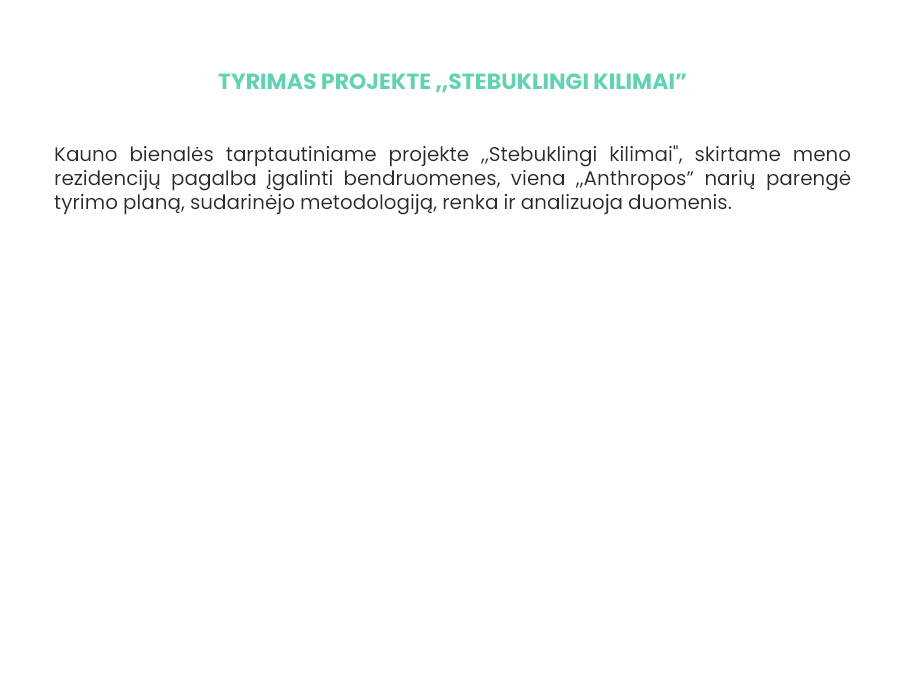 TYRIMAS PROJEKTE ,,STEBUKLINGI KILIMAI”
Kauno bienalės tarptautiniame projekte ,,Stebuklingi kilimai", skirtame meno
rezidencijų pagalba įgalinti bendruomenes, viena ,,Anthropos” narių parengė
tyrimo planą, sudarinėjo metodologiją, renka ir analizuoja duomenis.